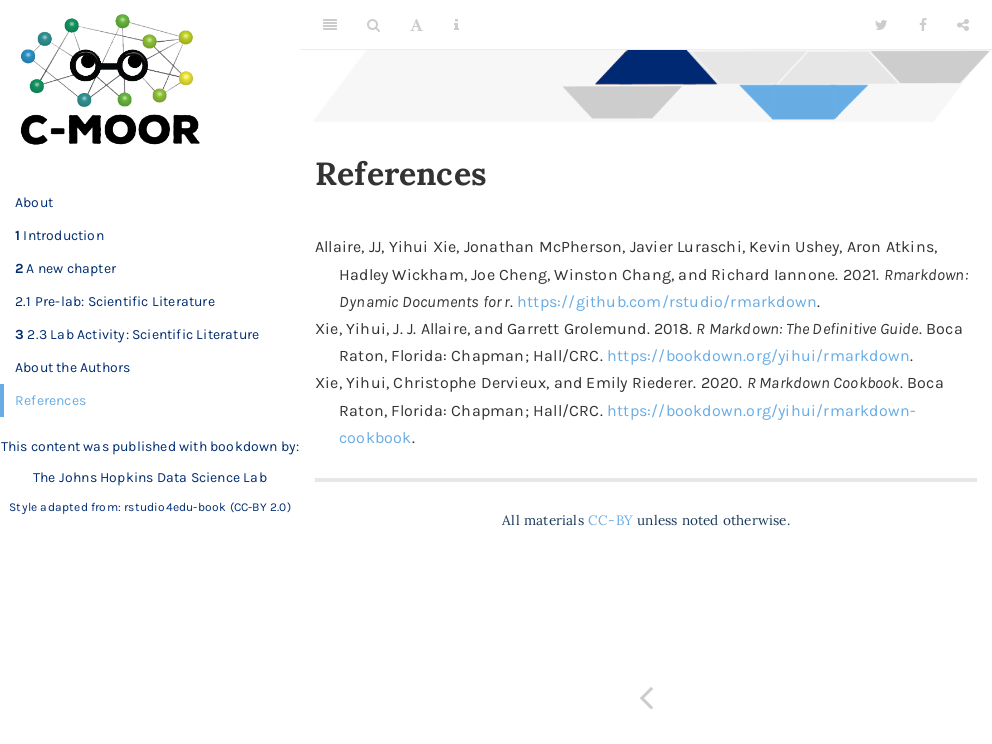 C-MOOR
About
1 Introduction
2 A new chapter
2.1 Pre-lab: Scientific Literature
3 2.3 Lab Activity: Scientific Literature
About the Authors
References
This content was published with bookdown by:
The Johns Hopkins Data Science Lab
Style adapted from: rstudio4edu-book (CC-BY 2.0)
References
Allaire, JJ, Yihui Xie, Jonathan McPherson, Javier Luraschi, Kevin Ushey, Aron Atkins,
Hadley Wickham, Joe Cheng, Winston Chang, and Richard Iannone. 2021. Rmarkdown:
Dynamic Documents for r. https://github.com/rstudio/rmarkdown.
Xie, Yihui, J. J. Allaire, and Garrett Grolemund. 2018. R Markdown: The Definitive Guide. Boca
Raton, Florida: Chapman; Hall/CRC. https://bookdown.org/yihui/rmarkdown.
Xie, Yihui, Christophe Dervieux, and Emily Riederer. 2020. R Markdown Cookbook. Boca
Raton, Florida: Chapman; Hall/CRC. https://bookdown.org/yihui/rmarkdown-
cookbook.
All materials CC-BY unless noted otherwise.